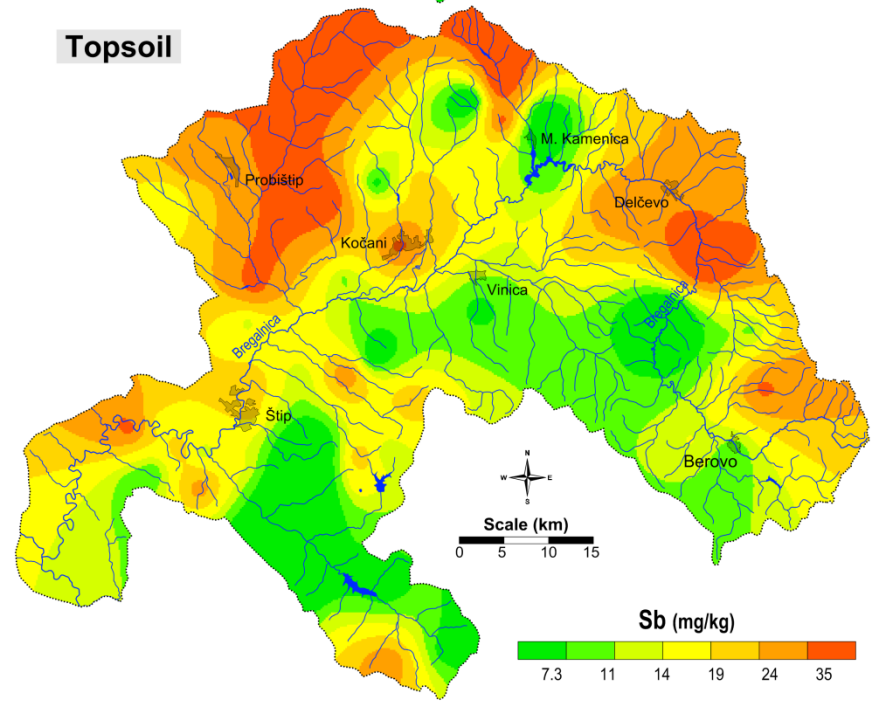 Topsoil
M. Kamenica
Probištip
Delčevo
Kočani
Vinica
Bregalnica
Bregalnica
Štip
Berovo
N
W E
S
Scale (km)
0 5 10 15
Sb (mg/kg)
7.3 11 14 19 24 35